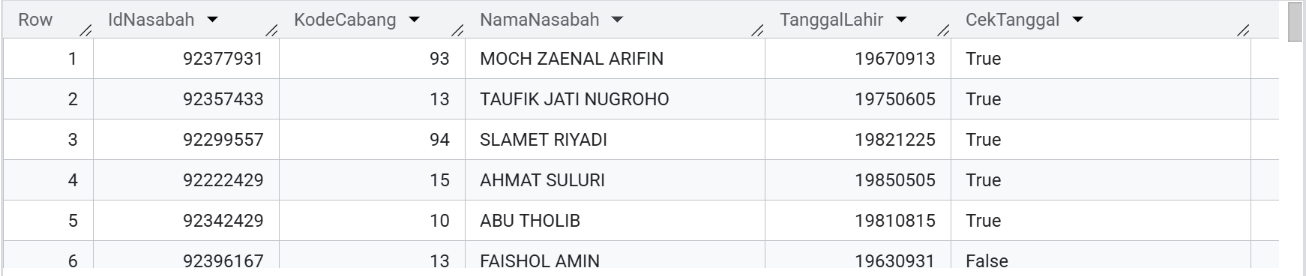 Row IdNasabah KodeCabang NamaNasabah TanggalLahir CekTanggal
1 92377931 93 MOCH ZAENAL ARIFIN 19670913 True
2 92357433 13 TAUFIK JATI NUGROHO 19750605 True
3 92299557 94 SLAMET RIYADI 19821225 True
4 92222429 15 AHMAT SULURI 19850505 True
5 92342429 10 ABU THOLIB 19810815 True
6 92396167 13 FAISHOL AMIN 19630931 False